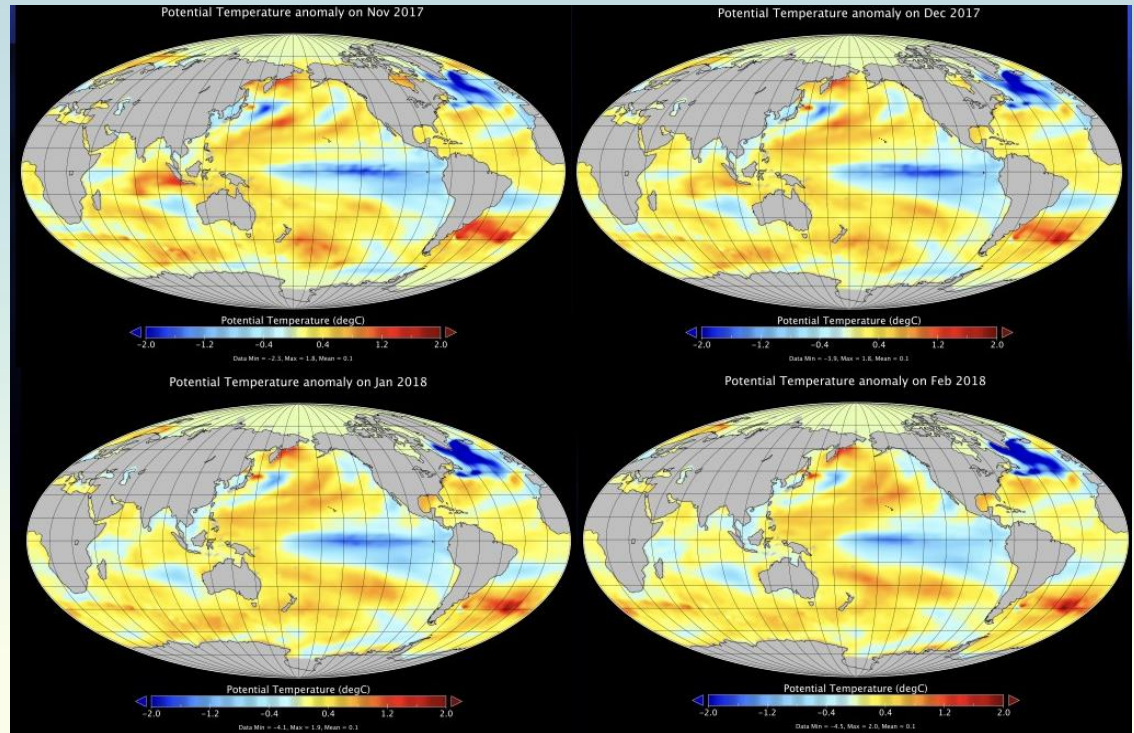 Potential Temperature anomaly on Nov 2017
Potential Temperature (degC)
−2.0 −1.2 −0.4 0.4 1.2 2.0
Data Min = −2.3, Max = 1.8, Mean = 0.1
Potential Temperature anomaly on Dec 2017
Potential Temperature (degC)
−2.0 −1.2 −0.4 0.4 1.2 2.0
Data Min = −3.9, Max = 1.8, Mean = 0.1
Potential Temperature anomaly on Jan 2018
Potential Temperature (degC)
−2.0 −1.2 −0.4 0.4 1.2 2.0
Data Min = −4.1, Max = 1.9, Mean = 0.1
Potential Temperature anomaly on Feb 2018
Potential Temperature (degC)
−2.0 −1.2 −0.4 0.4 1.2 2.0
Data Min = −4.5, Max = 2.0, Mean = 0.1